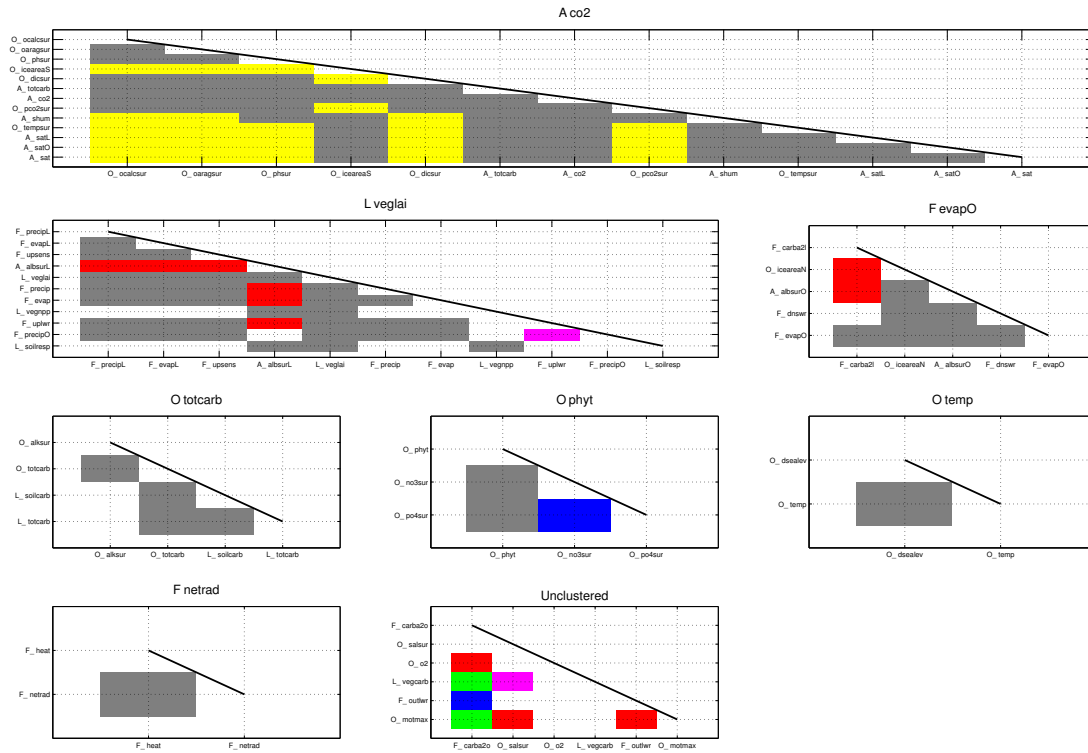 A co2
O_ ocalcsur
O_ oaragsur
O_ phsur
O_ iceareaS
O_ dicsur
A_ totcarb
A_ co2
O_ pco2sur
A_ shum
O_ tempsur
A_ satL
A_ satO
A_ sat
O_ ocalcsur O_ oaragsur O_ phsur O_ iceareaS O_ dicsur A_ totcarb A_ co2 O_ pco2sur A_ shum O_ tempsur A_ satL A_ satO A_ sat
L veglai
F_ precipL
F_ evapL
F_ upsens
A_ albsurL
L_ veglai
F_ precip
F_ evap
L_ vegnpp
F_ uplwr
F_ precipO
L_ soilresp
F_ precipL F_ evapL F_ upsens A_ albsurL L_ veglai F_ precip F_ evap L_ vegnpp F_ uplwr F_ precipO L_ soilresp
F evapO
F_ carba2l
O_ iceareaN
A_ albsurO
F_ dnswr
F_ evapO
F_ carba2l O_ iceareaN A_ albsurO F_ dnswr F_ evapO
O totcarb
O_ alksur
O_ totcarb
L_ soilcarb
L_ totcarb
O_ alksur O_ totcarb L_ soilcarb L_ totcarb
O phyt
O_ phyt
O_ no3sur
O_ po4sur
O_ phyt O_ no3sur O_ po4sur
O temp
O_ dsealev
O_ temp
O_ dsealev O_ temp
F netrad
F_ heat
F_ netrad
F_ heat F_ netrad
Unclustered
F_ carba2o
O_ salsur
O_ o2
L_ vegcarb
F_ outlwr
O_ motmax
F_ carba2o O_ salsur O_ o2 L_ vegcarb F_ outlwr O_ motmax